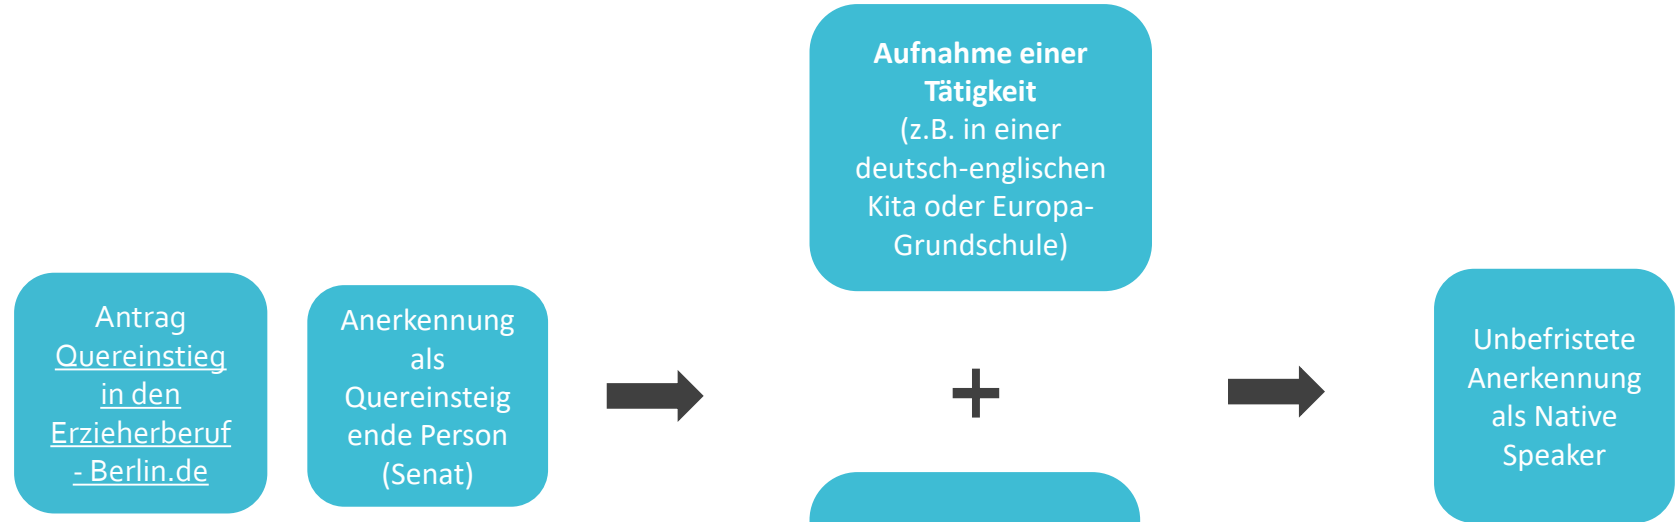 Antrag
Quereinstieg
in den
Erzieherberuf
- Berlin.de
Anerkennung
als
Quereinsteig
ende Person
(Senat)
Aufnahme einer
Tätigkeit
(z.B. in einer
deutsch-englischen
Kita oder Europa-
Grundschule)
+
Unbefristete
Anerkennung
als Native
Speaker